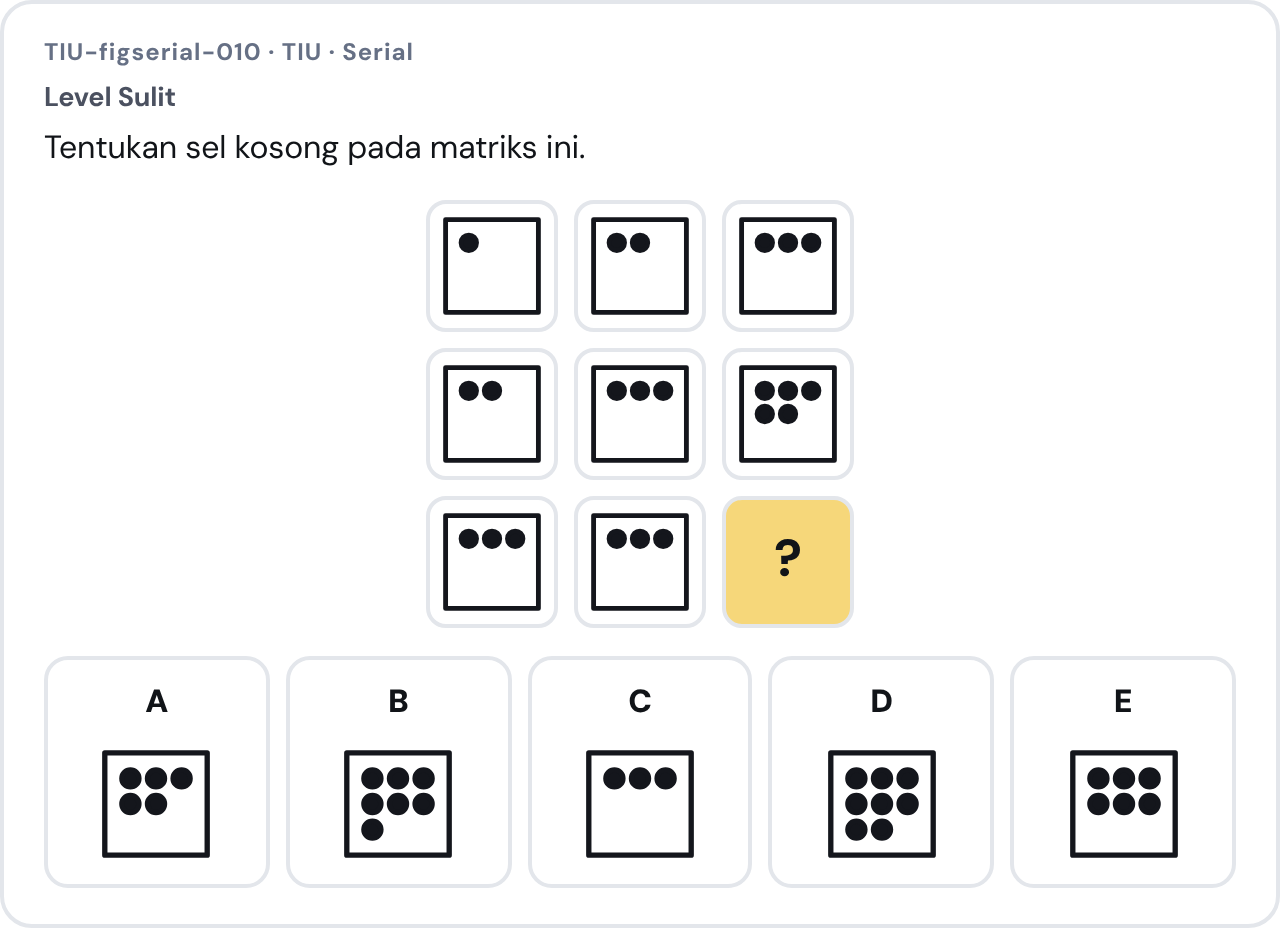 TIU-figserial-010 · TIU · Serial
Level Sulit
Tentukan sel kosong pada matriks ini.
?
A B C D E